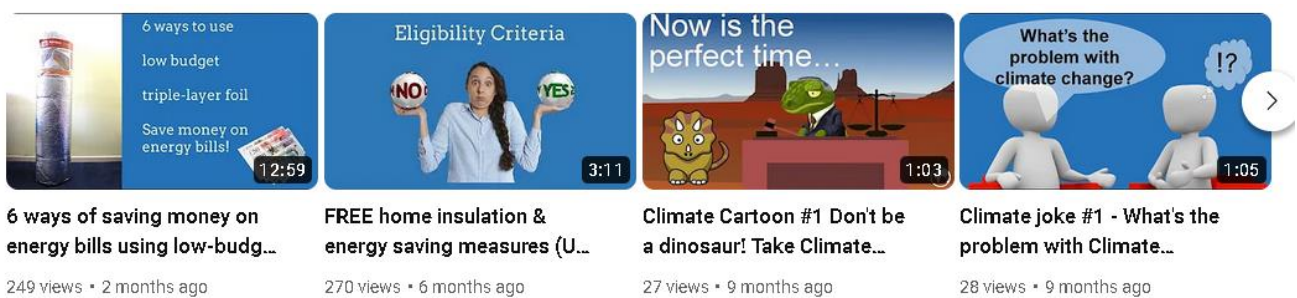 6 ways to use
low budget
triple-layer foil
Save money on
energy bills!
12:59
6 ways of saving money on
energy bills using low-budg...
249 views • 2 months ago
Eligibility Criteria
NO
YES
3:11
FREE home insulation &
energy saving measures (U...
270 views • 6 months ago
Now is the
perfect time...
1:03
Climate Cartoon #1 Don't be
a dinosaur! Take Climate...
27 views • 9 months ago
What's the
problem with
climate change?
!?
1:05
Climate joke #1 - What's the
problem with Climate...
28 views • 9 months ago